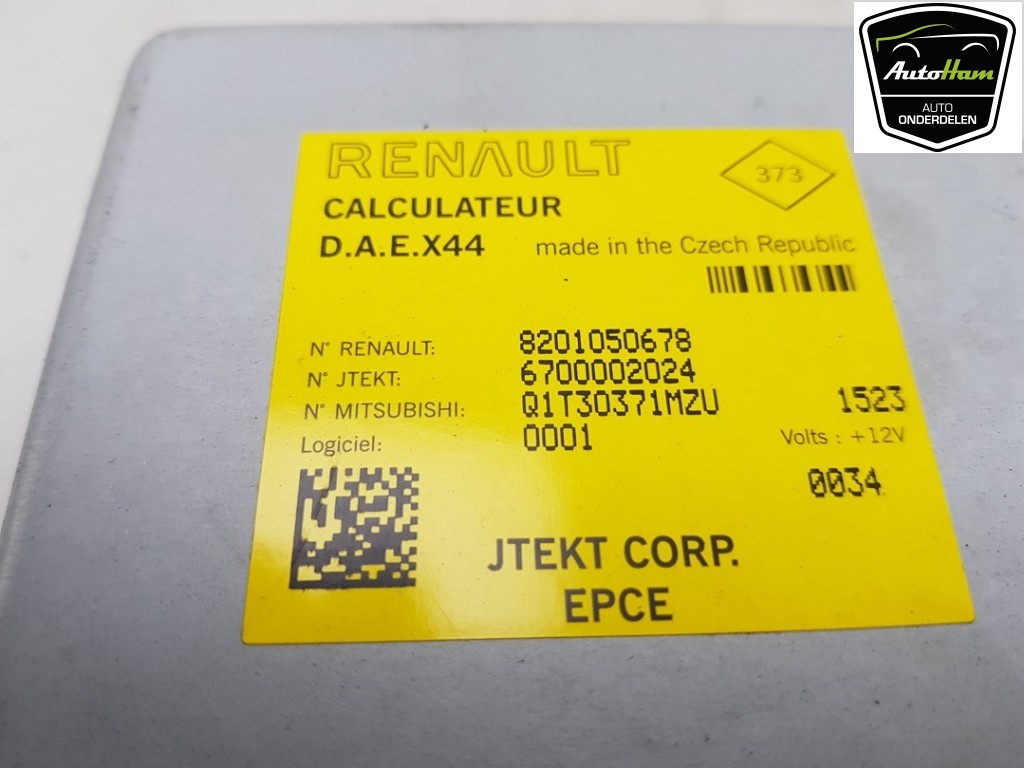 AutoHam
AUTO
ONDERDELEN
RENAULT
373
CALCULATEUR
D.A.E.X44 made in the Czech Republic
N° RENAULT: 8201050678
N° JTEKT: 6700002024
N° MITSUBISHI: Q1T30371MZU 1523
Logiciel: 0001 Volts : +12V
0034
JTEKT CORP.
EPCE